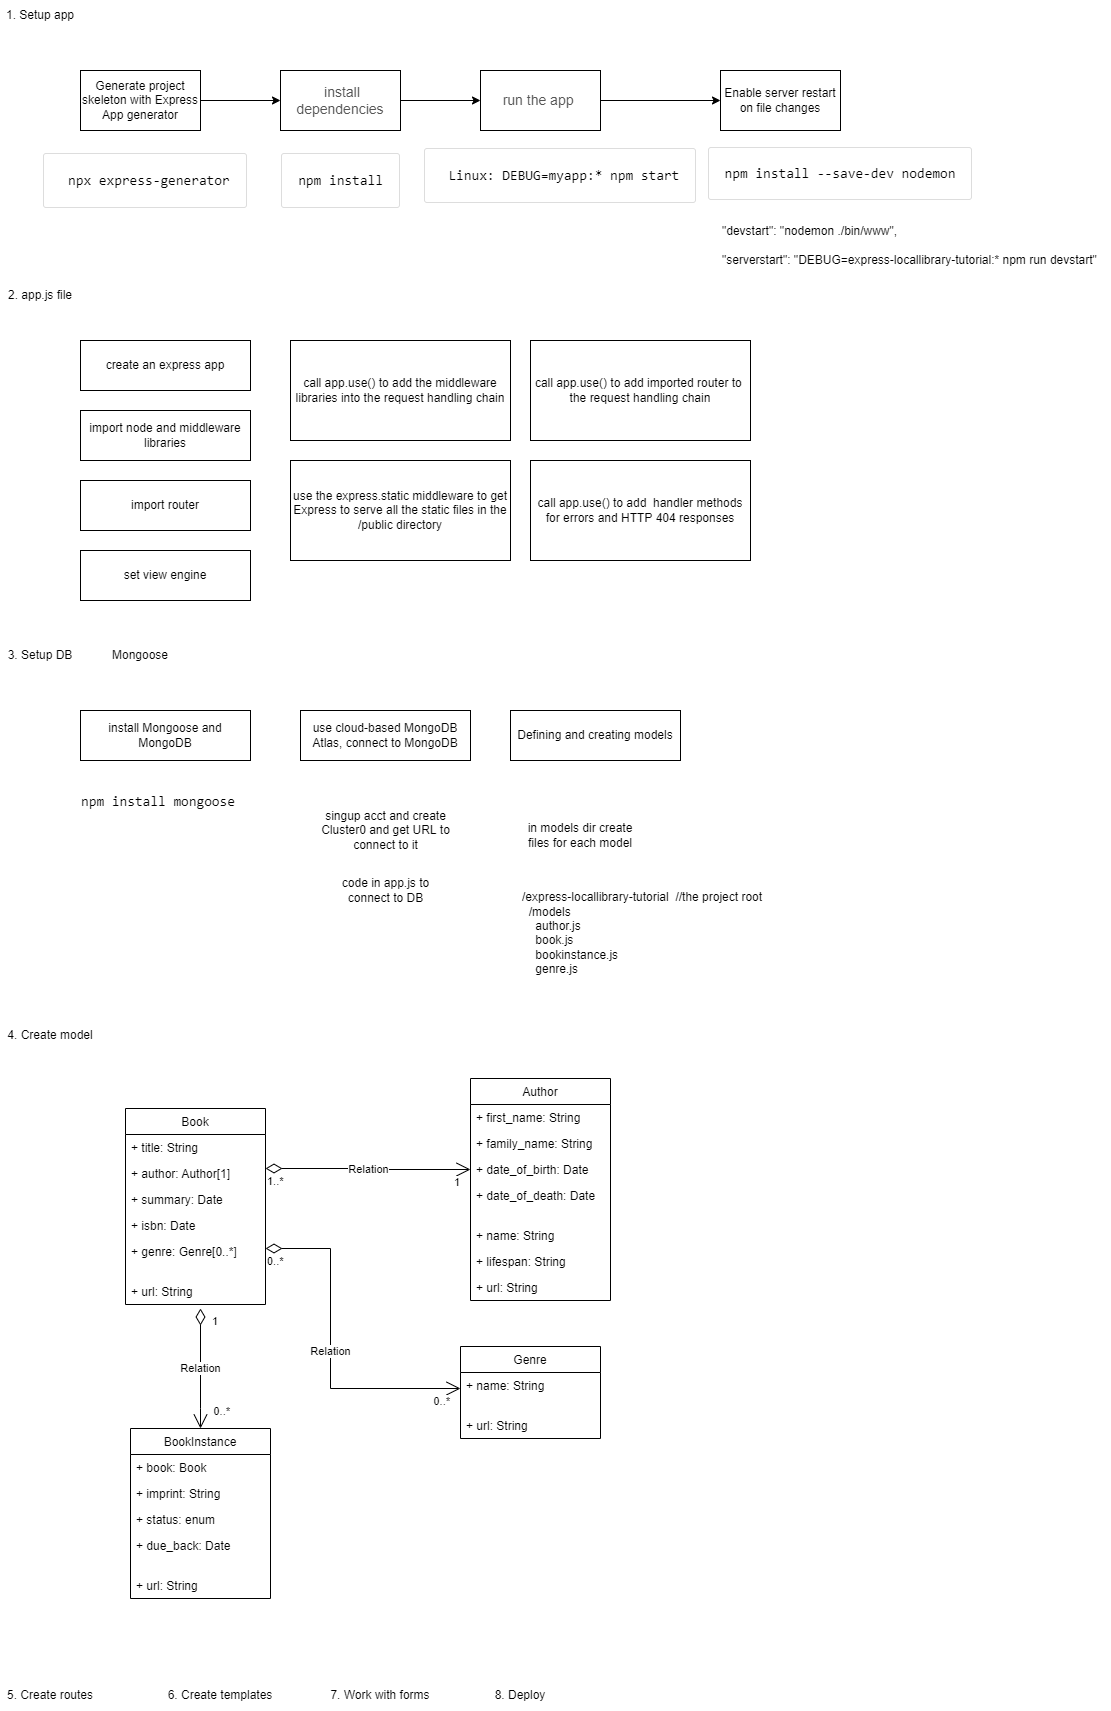 1. Setup app
Generate project
skeleton with Express
App generator
install
dependencies
run the app
Enable server restart
on file changes
npx express-generator
npm install
Linux: DEBUG=myapp:* npm start
npm install --save-dev nodemon
"devstart": "nodemon ./bin/www",
"serverstart": "DEBUG=express-locallibrary-tutorial:* npm run devstart"
2. app.js file
create an express app
import node and middleware
libraries
import router
set view engine
call app.use() to add the middleware
libraries into the request handling chain
use the express.static middleware to get
Express to serve all the static files in the
/public directory
call app.use() to add imported router to
the request handling chain
call app.use() to add  handler methods
for errors and HTTP 404 responses
3. Setup DB
Mongoose
install Mongoose and
MongoDB
use cloud-based MongoDB
Atlas, connect to MongoDB
Defining and creating models
npm install mongoose
singup acct and create
Cluster0 and get URL to
connect to it
code in app.js to
connect to DB
in models dir create
files for each model
/express-locallibrary-tutorial  //the project root
/models
author.js
book.js
bookinstance.js
genre.js
4. Create model
Book
+ title: String
+ author: Author[1]
+ summary: Date
+ isbn: Date
+ genre: Genre[0..*]
+ url: String
1..*
Relation
1
Author
+ first_name: String
+ family_name: String
+ date_of_birth: Date
+ date_of_death: Date
+ name: String
+ lifespan: String
+ url: String
0..*
Relation
0..*
Genre
+ name: String
+ url: String
1
Relation
0..*
BookInstance
+ book: Book
+ imprint: String
+ status: enum
+ due_back: Date
+ url: String
5. Create routes
6. Create templates
7. Work with forms
8. Deploy